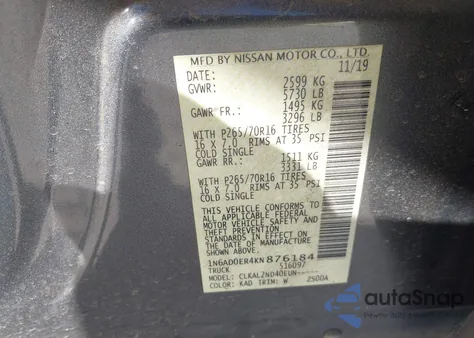 MFD BY NISSAN MOTOR CO., LTD.
DATE: 11/19
GVWR: 2599 KG
5730 LB
GAWR FR.: 1495 KG
3296 LB
WITH P265/70R16 TIRES
16 X 7.0 RIMS AT 35 PSI
COLD SINGLE
GAWR RR.: 1511 KG
3331 LB
WITH P265/70R16 TIRES
16 X 7.0 RIMS AT 35 PSI
COLD SINGLE
THIS VEHICLE CONFORMS TO
ALL APPLICABLE FEDERAL
MOTOR VEHICLE SAFETY
STANDARDS IN EFFECT ON
THE DATE OF MANUFACTURE
SHOWN ABOVE.
1N6AD0ER4KN876184
TRUCK 516097
MODEL: CLKALZND40EUN
COLOR: KAD TRIM: W 2500A
autoSnap